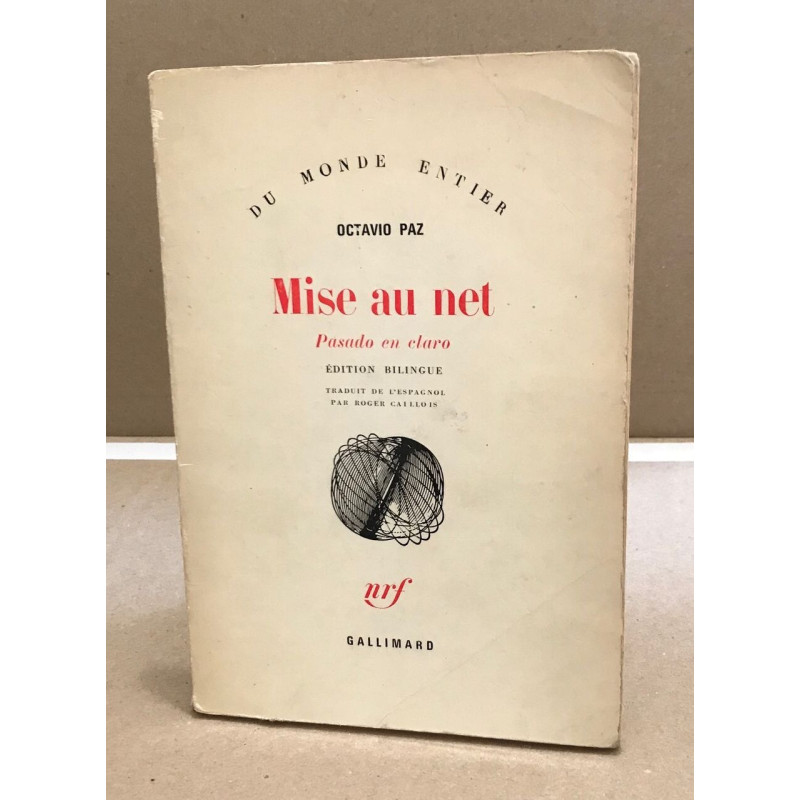 DU MONDE ENTIER
OCTAVIO PAZ
Mise au net
Pasado en claro
ÉDITION BILINGUE
TRADUIT DE L'ESPAGNOL
PAR ROGER CAILLOIS
nrf
GALLIMARD